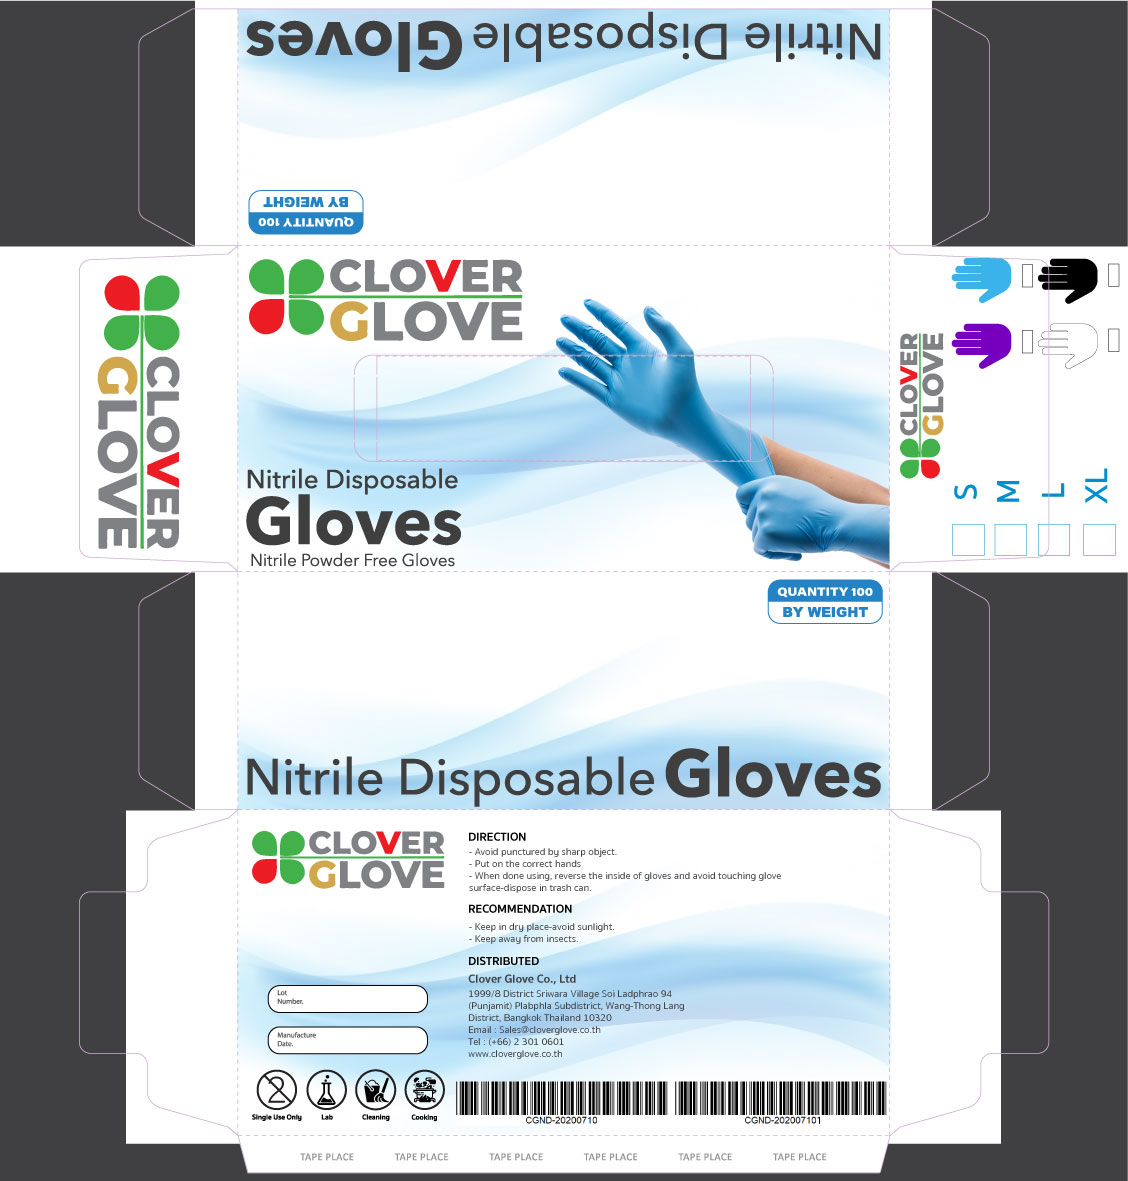 Nitrile Disposable Gloves
QUANTITY 100
BY WEIGHT
CLOVER
GLOVE
CLOVER
GLOVE
Nitrile Disposable
Gloves
Nitrile Powder Free Gloves
CLOVER
GLOVE
S
M
L
XL
QUANTITY 100
BY WEIGHT
Nitrile Disposable Gloves
CLOVER
GLOVE
DIRECTION
- Avoid punctured by sharp object.
- Put on the correct hands
- When done using, reverse the inside of gloves and avoid touching glove
surface-dispose in trash can.
RECOMMENDATION
- Keep in dry place-avoid sunlight.
- Keep away from insects.
DISTRIBUTED
Clover Glove Co., Ltd
1999/8 District Sriwara Village Soi Ladphrao 94
(Punjamit) Plabphla Subdistrict, Wang-Thong Lang
District, Bangkok Thailand 10320
Email : Sales@cloverglove.co.th
Tel : (+66) 2 301 0601
www.cloverglove.co.th
Lot
Number.
Manufacture
Date.
Single Use Only
Lab
Cleaning
Cooking
CGND-20200710
CGND-202007101
TAPE PLACE TAPE PLACE TAPE PLACE TAPE PLACE TAPE PLACE TAPE PLACE